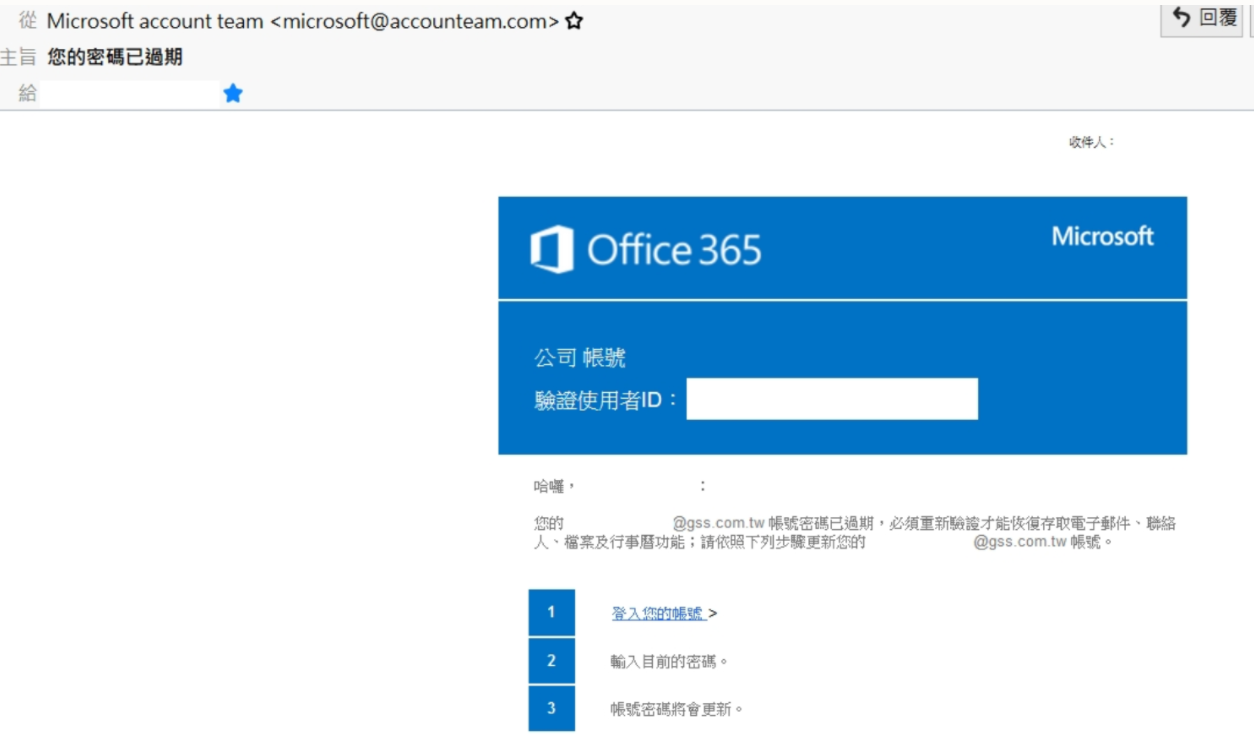 從 Microsoft account team <microsoft@accounteam.com>
回覆
主旨 您的密碼已過期
給
收件人：
Office 365
Microsoft
公司 帳號
驗證使用者ID：
哈囉， ：
您的 @gss.com.tw 帳號密碼已過期，必須重新驗證才能恢復存取電子郵件、聯絡
人、檔案及行事曆功能；請依照下列步驟更新您的 @gss.com.tw 帳號。
1 登入您的帳號 >
2 輸入目前的密碼。
3 帳號密碼將會更新。